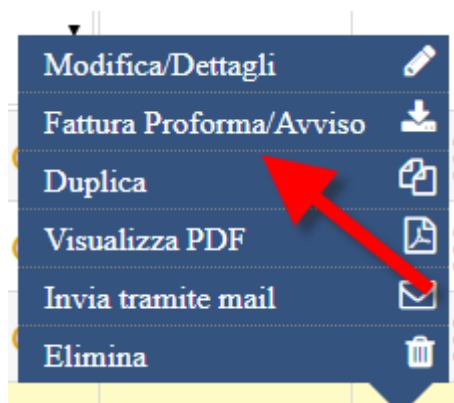 Modifica/Dettagli
Fattura Proforma/Avviso
Duplica
Visualizza PDF
Invia tramite mail
Elimina